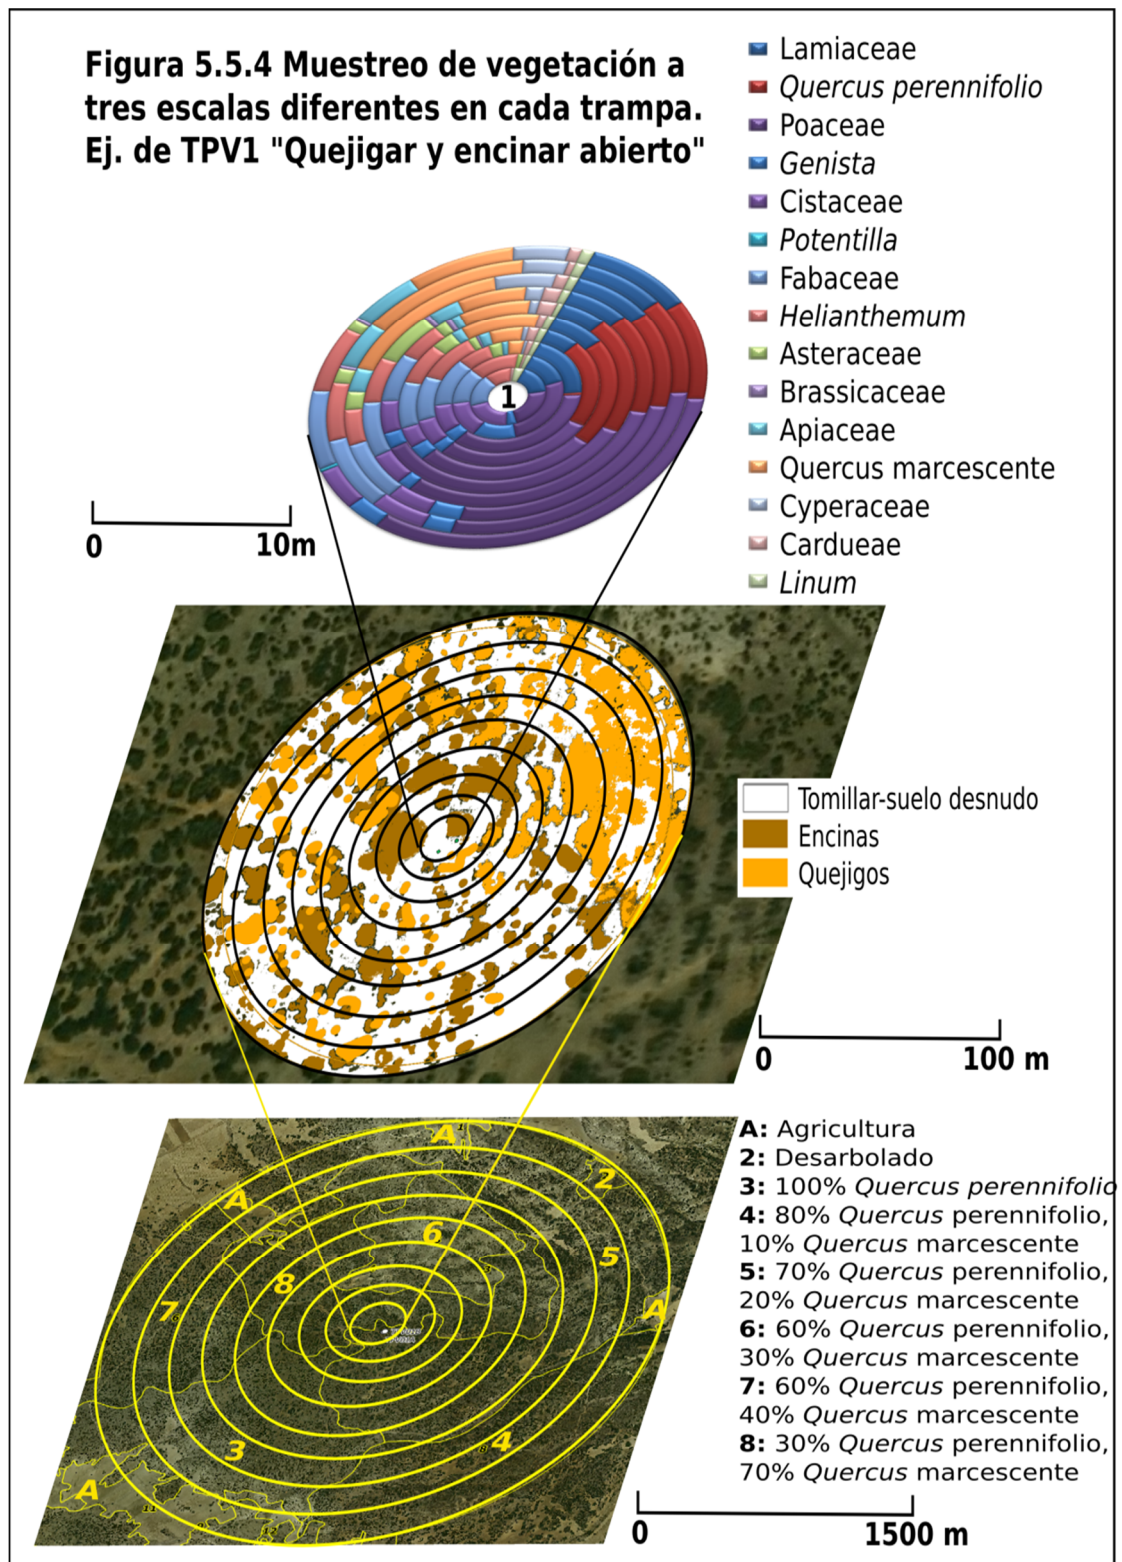 Figura 5.5.4 Muestreo de vegetación a
tres escalas diferentes en cada trampa.
Ej. de TPV1 "Quejigar y encinar abierto"
Lamiaceae
Quercus perennifolio
Poaceae
Genista
Cistaceae
Potentilla
Fabaceae
Helianthemum
Asteraceae
Brassicaceae
Apiaceae
Quercus marcescente
Cyperaceae
Cardueae
Linum
1
0
10m
Tomillar-suelo desnudo
Encinas
Quejigos
0
100 m
A
2
A
6
5
8
7
A
3
4
A
11
A: Agricultura
2: Desarbolado
3: 100% Quercus perennifolio
4: 80% Quercus perennifolio,
10% Quercus marcescente
5: 70% Quercus perennifolio,
20% Quercus marcescente
6: 60% Quercus perennifolio,
30% Quercus marcescente
7: 60% Quercus perennifolio,
40% Quercus marcescente
8: 30% Quercus perennifolio,
70% Quercus marcescente
0
1500 m